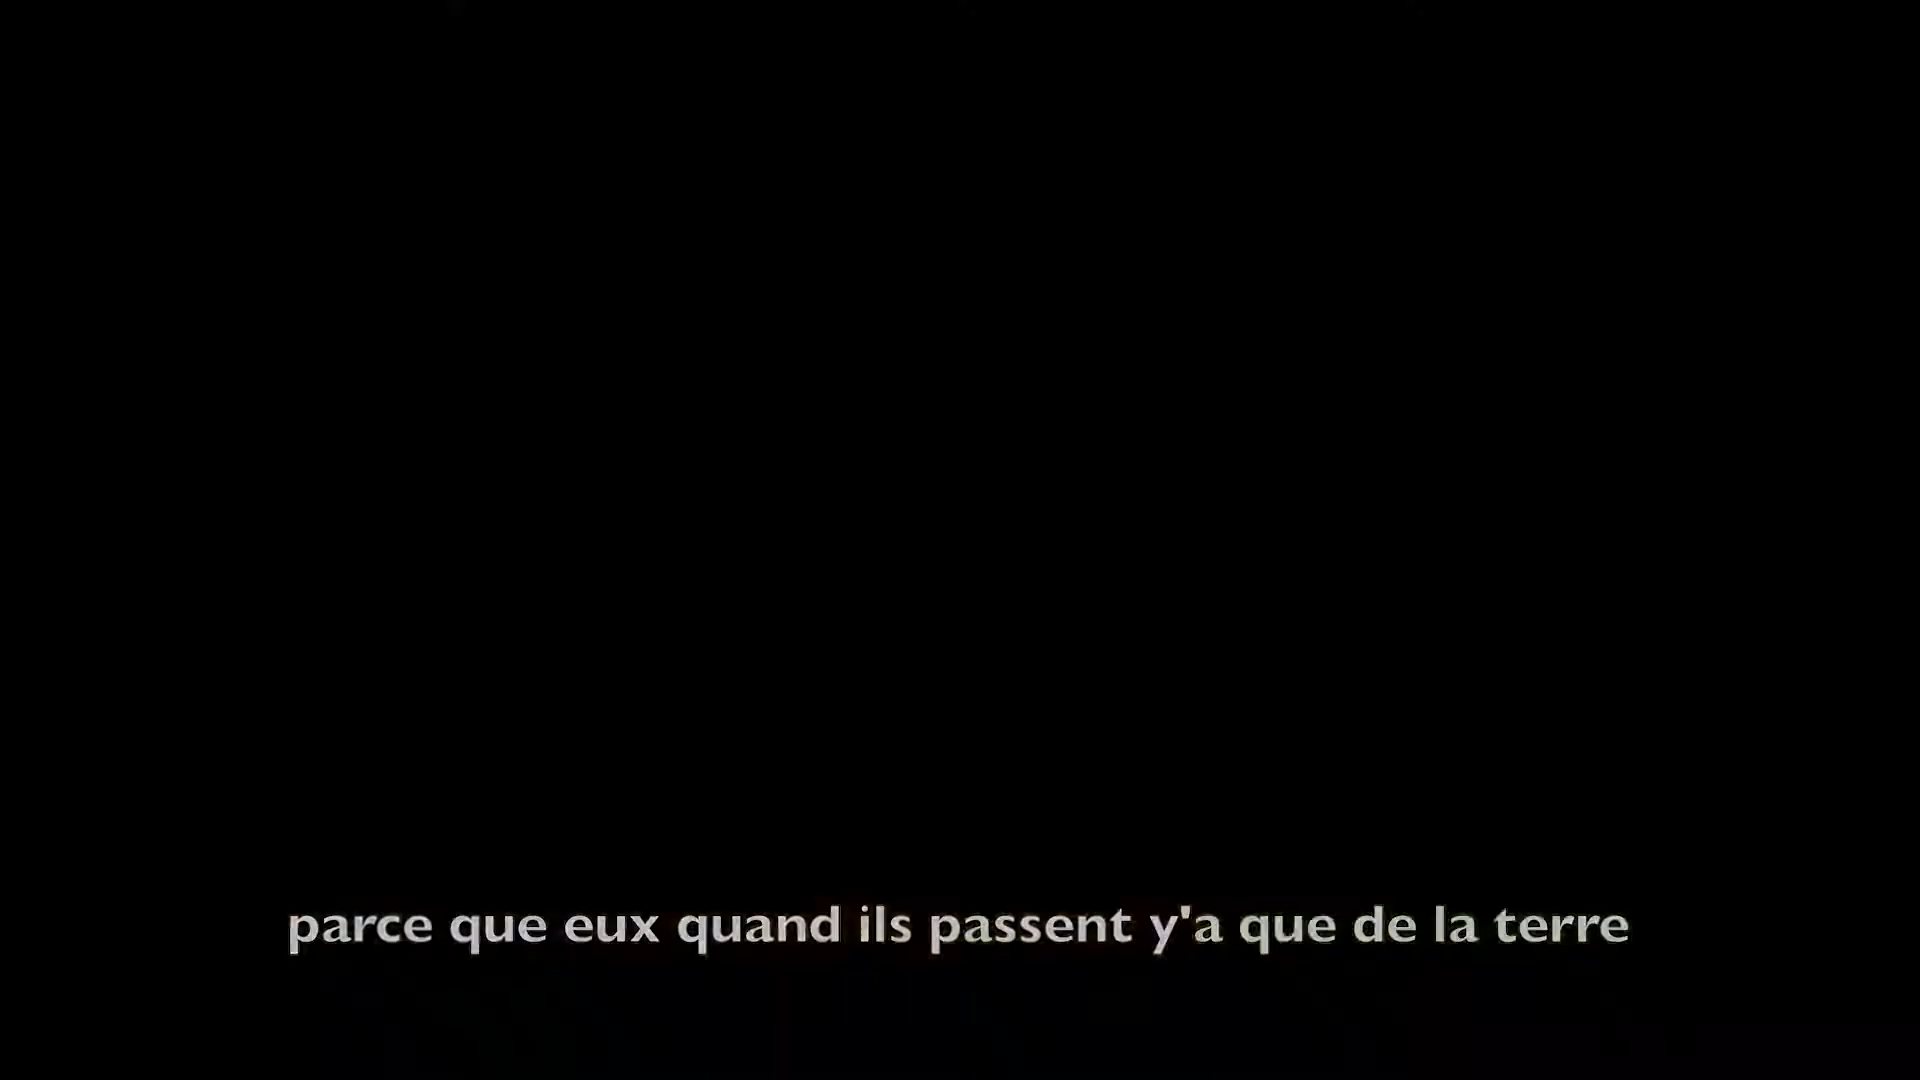 parce que eux quand ils passent y'a que de la terre